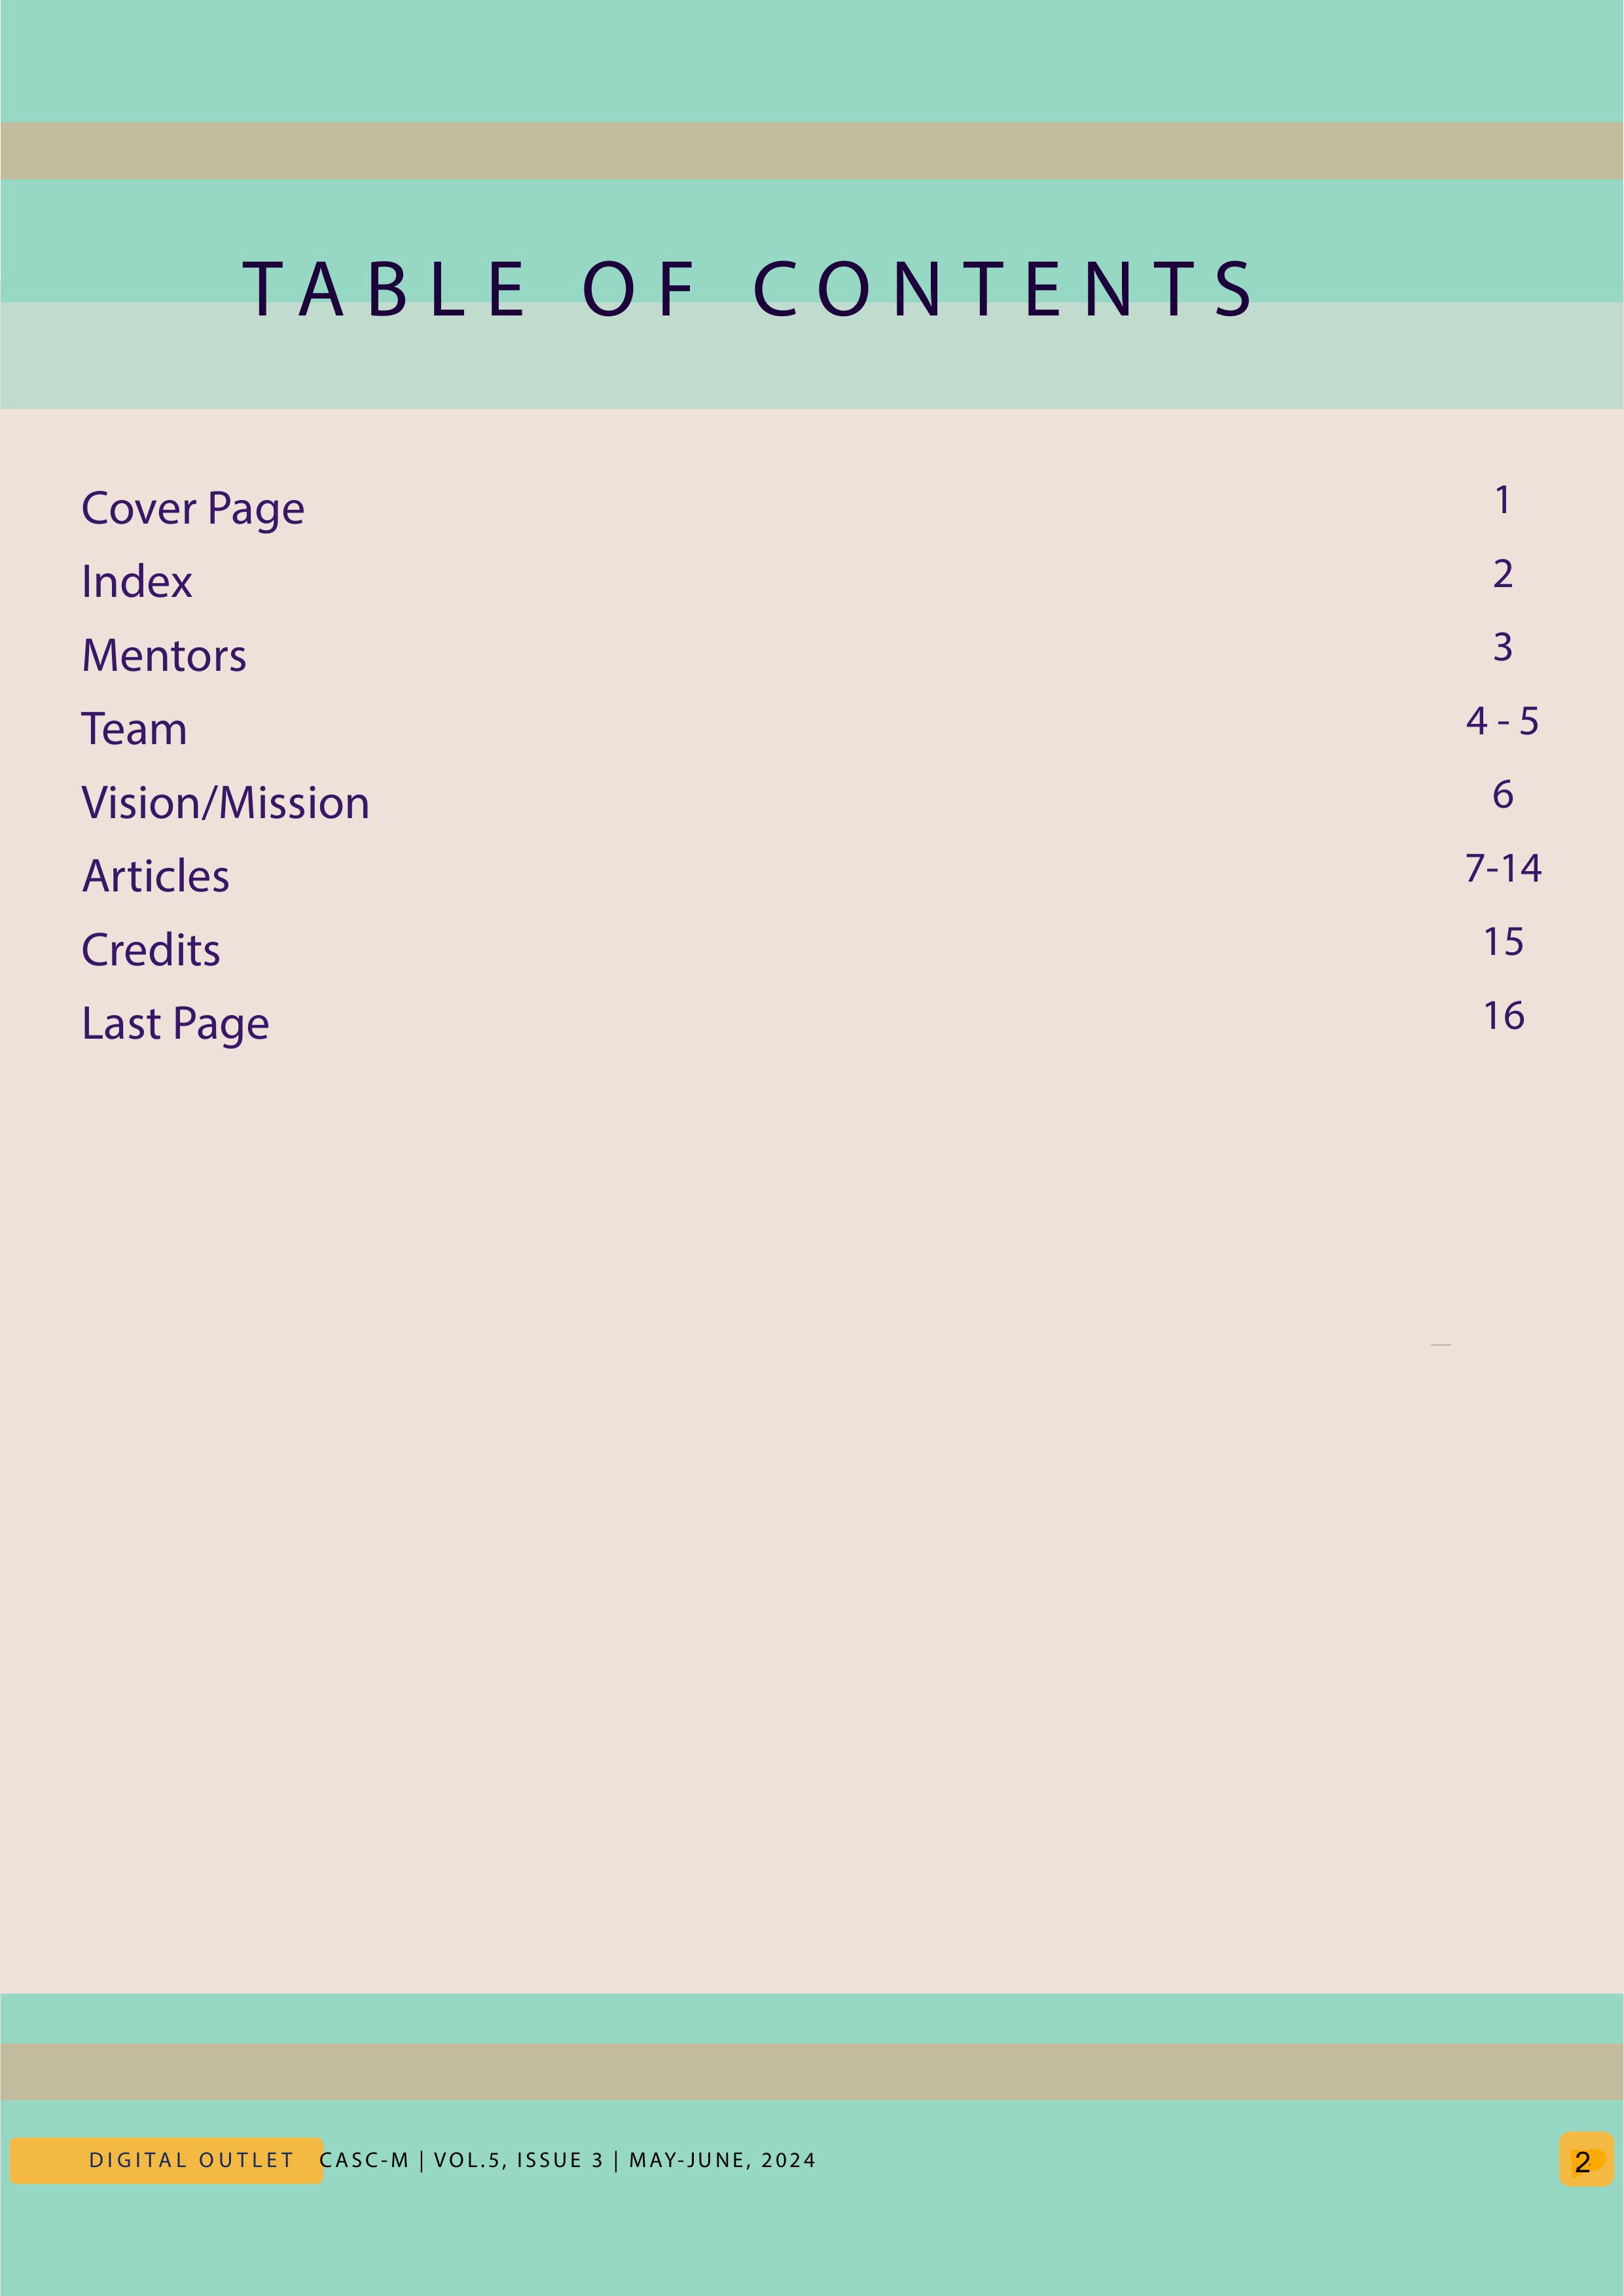 TABLE OF CONTENTS
Cover Page 1
Index 2
Mentors 3
Team 4 - 5
Vision/Mission 6
Articles 7-14
Credits 15
Last Page 16
DIGITAL OUTLET CASC-M | VOL.5, ISSUE 3 | MAY-JUNE, 2024 2